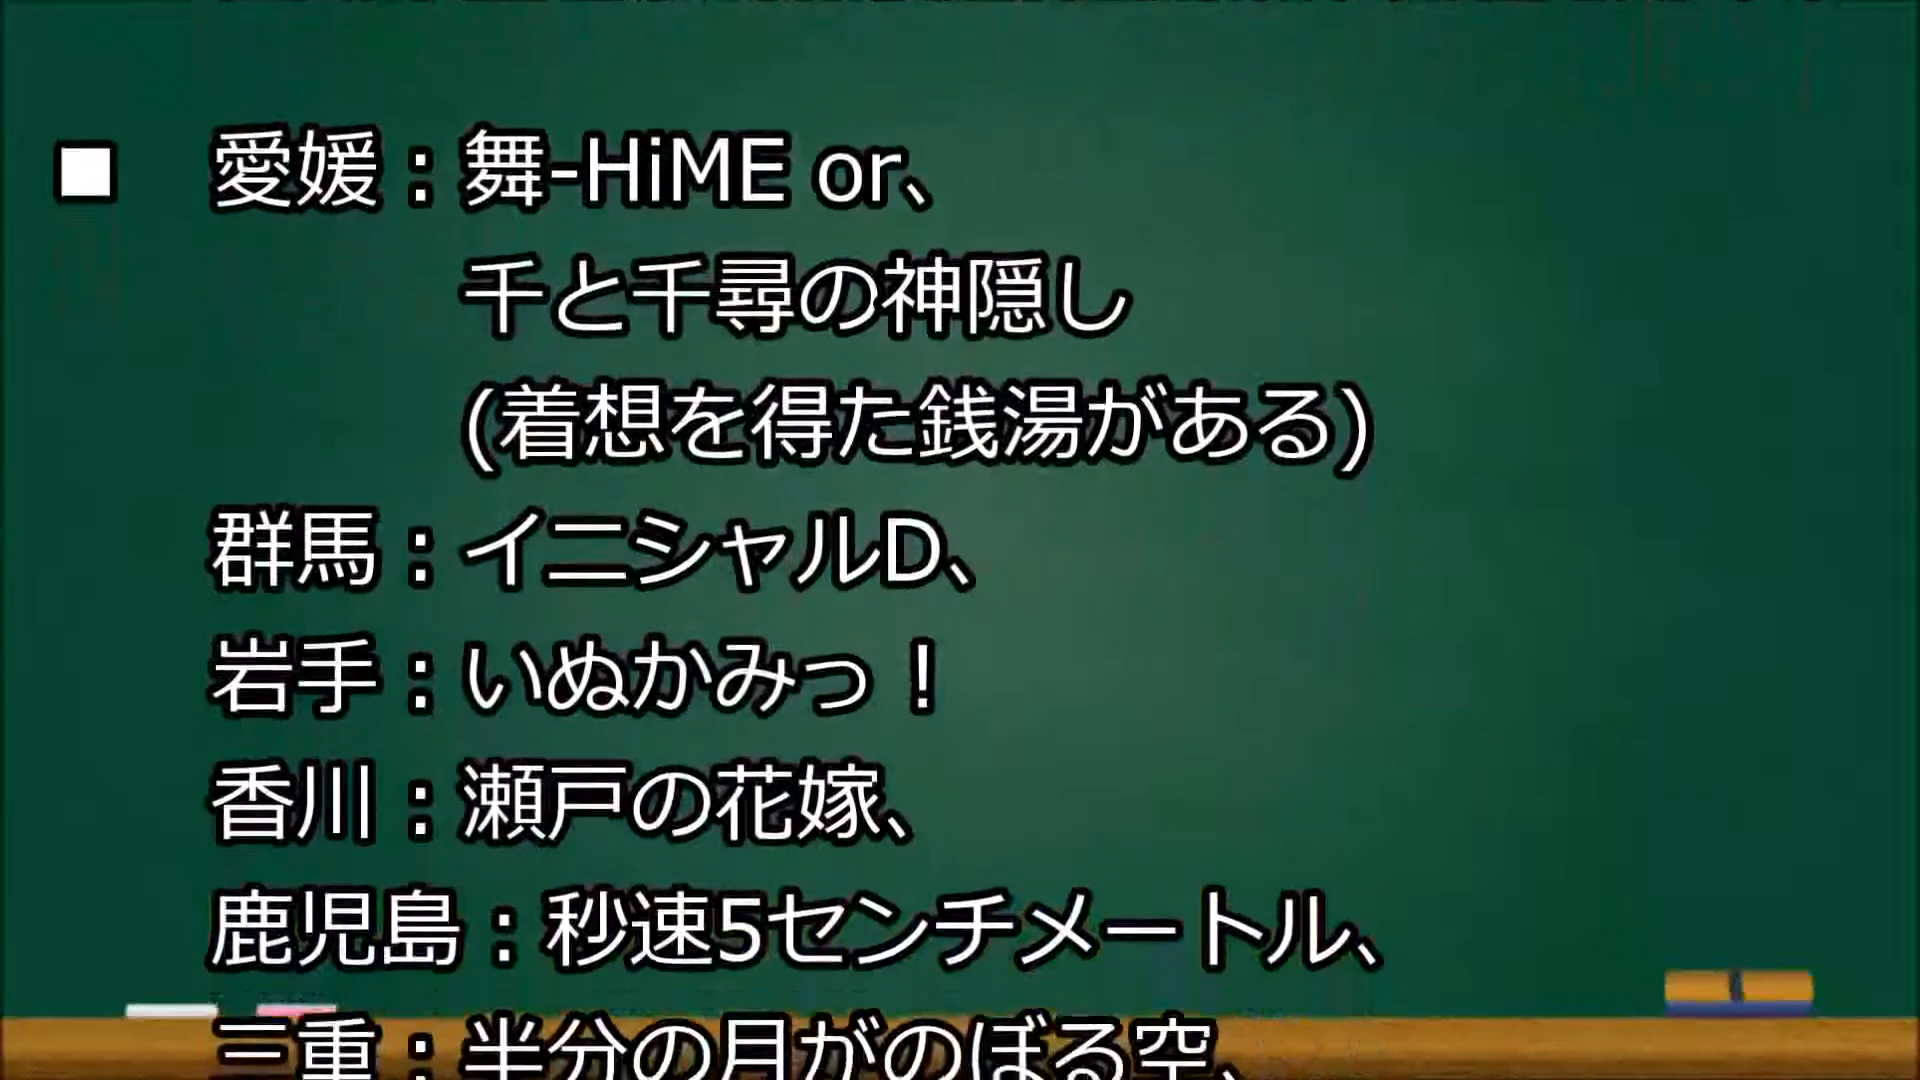 ■ 愛媛：舞-HiME or、
千と千尋の神隠し
(着想を得た銭湯がある)
群馬：イニシャルD、
岩手：いぬかみっ！
香川：瀬戸の花嫁、
鹿児島：秒速5センチメートル、
三重：半分の月がのぼる空、